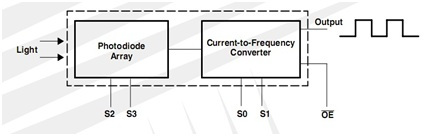 Light
Photodiode
Array
Current-to-Frequency
Converter
Output
S2
S3
S0
S1
OE